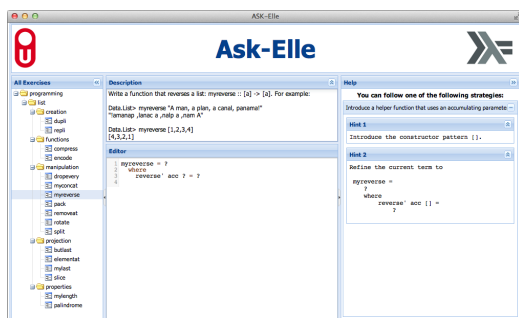 ASK-Elle
Ask-Elle
All Exercises
programming
list
creation
dupli
repli
functions
compress
encode
manipulation
dropevery
myconcat
myreverse
pack
removeat
rotate
split
projection
butlast
elementat
mylast
slice
properties
mylength
palindrome
Description
Write a function that reverses a list: myreverse :: [a] -> [a]. For example:
Data.List> myreverse "A man, a plan, a canal, panama!"
"!amanap ,lanac a ,nalp a ,nam A"
Data.List> myreverse [1,2,3,4]
[4,3,2,1]
Editor
1 myreverse = ?
2 where
3 reverse' acc ? = ?
4
Help
You can follow one of the following strategies:
Introduce a helper function that uses an accumulating paramete
Hint 1
Introduce the constructor pattern [].
Hint 2
Refine the current term to
myreverse =
?
where
reverse' acc [] =
?